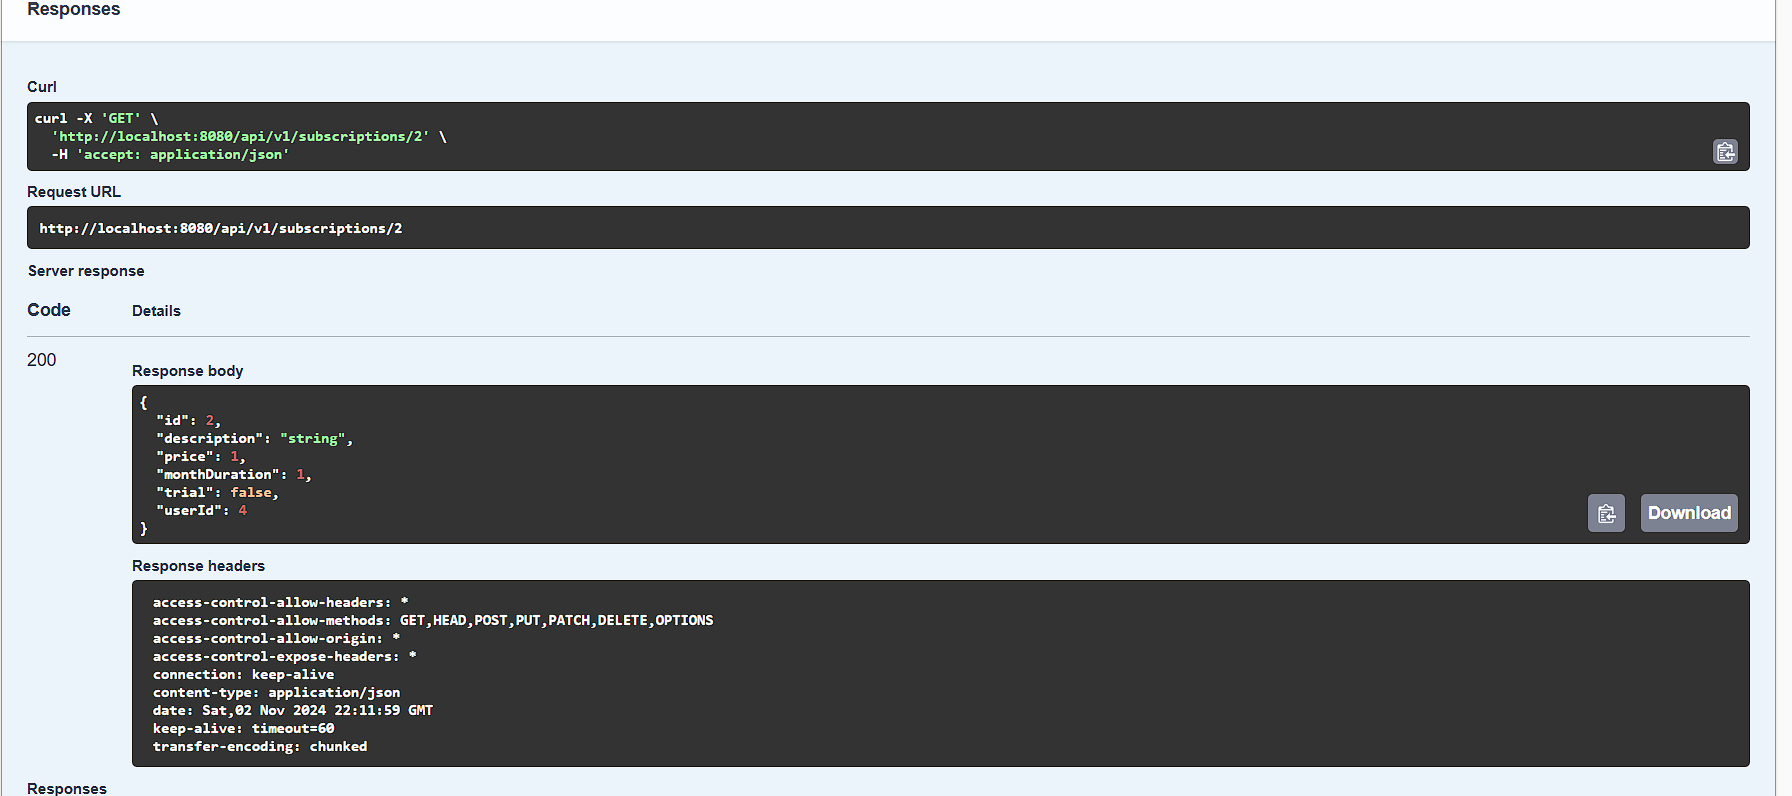 Responses
Curl
curl -X 'GET' \
'http://localhost:8080/api/v1/subscriptions/2' \
-H 'accept: application/json'
Request URL
http://localhost:8080/api/v1/subscriptions/2
Server response
Code Details
200
Response body
{
"id": 2,
"description": "string",
"price": 1,
"monthDuration": 1,
"trial": false,
"userId": 4
}
Download
Response headers
access-control-allow-headers: *
access-control-allow-methods: GET,HEAD,POST,PUT,PATCH,DELETE,OPTIONS
access-control-allow-origin: *
access-control-expose-headers: *
connection: keep-alive
content-type: application/json
date: Sat,02 Nov 2024 22:11:59 GMT
keep-alive: timeout=60
transfer-encoding: chunked
Responses